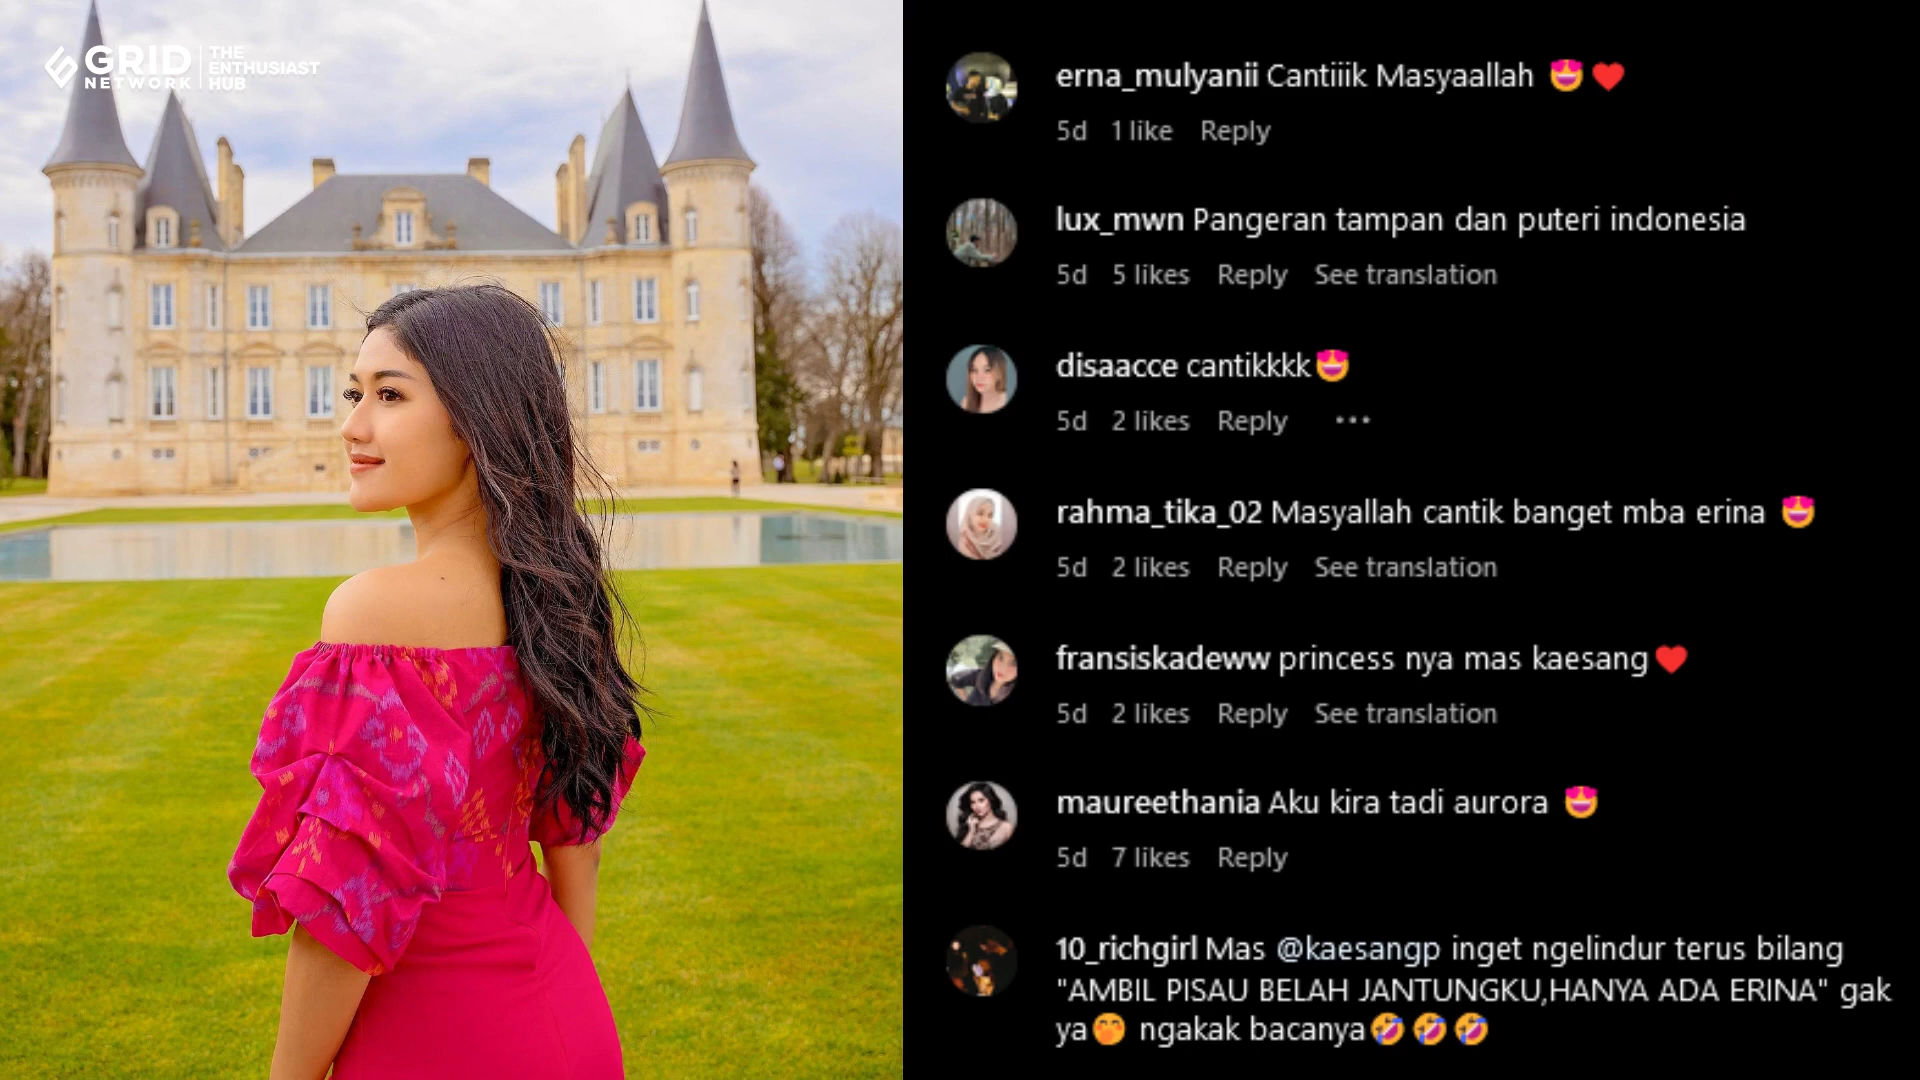 GRID
NETWORK
THE
ENTHUSIAST
HUB
erna_mulyanii Cantiiik Masyaallah 😍❤️
5d 1 like Reply
lux_mwn Pangeran tampan dan puteri indonesia
5d 5 likes Reply See translation
disaacce cantikkkk😍
5d 2 likes Reply ...
rahma_tika_02 Masyallah cantik banget mba erina 😍
5d 2 likes Reply See translation
fransiskadeww princess nya mas kaesang❤️
5d 2 likes Reply See translation
maureethania Aku kira tadi aurora 😍
5d 7 likes Reply
10_richgirl Mas @kaesangp inget ngelindur terus bilang
"AMBIL PISAU BELAH JANTUNGKU,HANYA ADA ERINA" gak
ya🤭 ngakak bacanya🤣🤣🤣